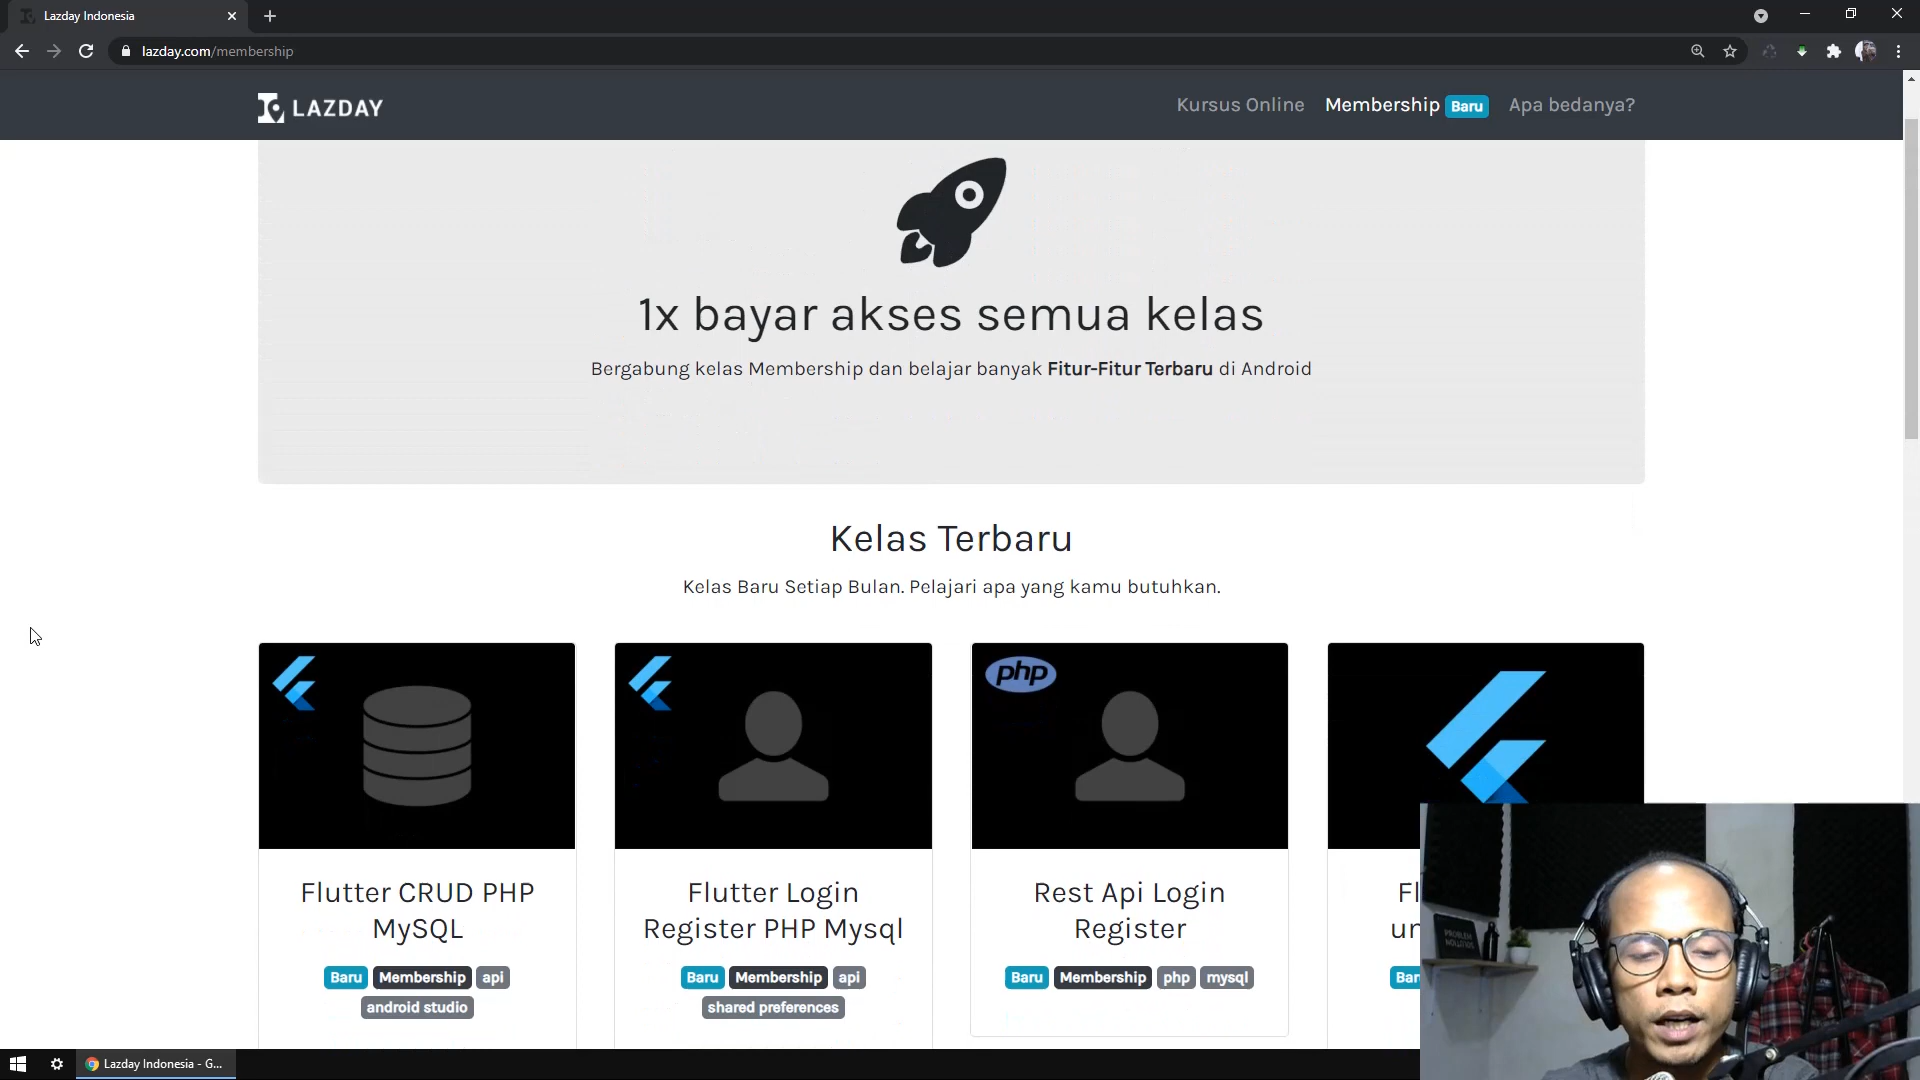 Lazday Indonesia
lazday.com/membership
LAZDAY
Kursus Online
Membership Baru
Apa bedanya?
1x bayar akses semua kelas
Bergabung kelas Membership dan belajar banyak Fitur-Fitur Terbaru di Android
Kelas Terbaru
Kelas Baru Setiap Bulan. Pelajari apa yang kamu butuhkan.
Flutter CRUD PHP
MySQL
Baru Membership api
android studio
Flutter Login
Register PHP Mysql
Baru Membership api
shared preferences
php
Rest Api Login
Register
Baru Membership php mysql
Lazday Indonesia - G...